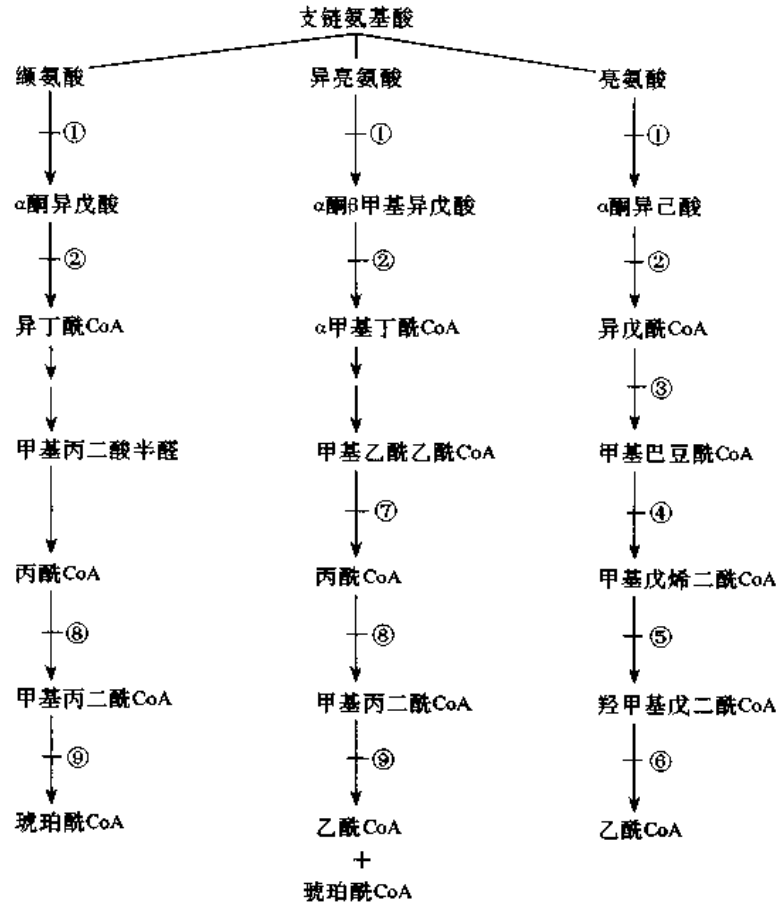 支链氨基酸
缬氨酸 异亮氨酸 亮氨酸
① ① ①
α酮异戊酸 α酮β甲基异戊酸 α酮异己酸
② ② ②
异丁酰CoA α甲基丁酰CoA 异戊酰CoA
③
甲基丙二酸半醛 甲基乙酰乙酰CoA 甲基巴豆酰CoA
⑦ ④
丙酰CoA 丙酰CoA 甲基戊烯二酰CoA
⑧ ⑧ ⑤
甲基丙二酰CoA 甲基丙二酰CoA 羟甲基戊二酰CoA
⑨ ⑨ ⑥
琥珀酰CoA 乙酰CoA 乙酰CoA
+
琥珀酰CoA